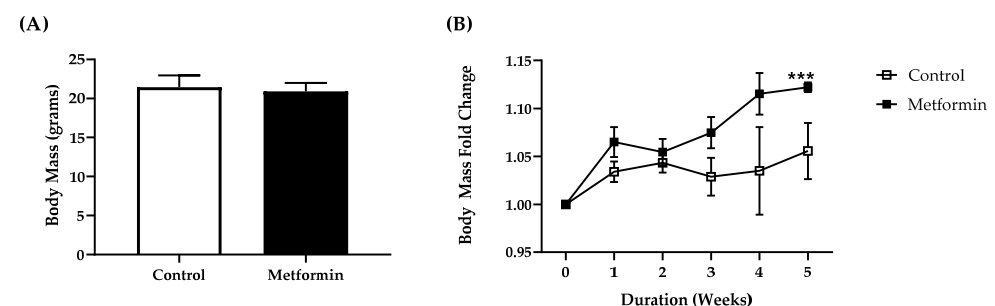 (A)
Body Mass (grams)
25
20
15
10
5
0
Control
Metformin
(B)
Body Mass Fold Change
1.15
1.10
1.05
1.00
0.95
***
0 1 2 3 4 5
Duration (Weeks)
Control
Metformin